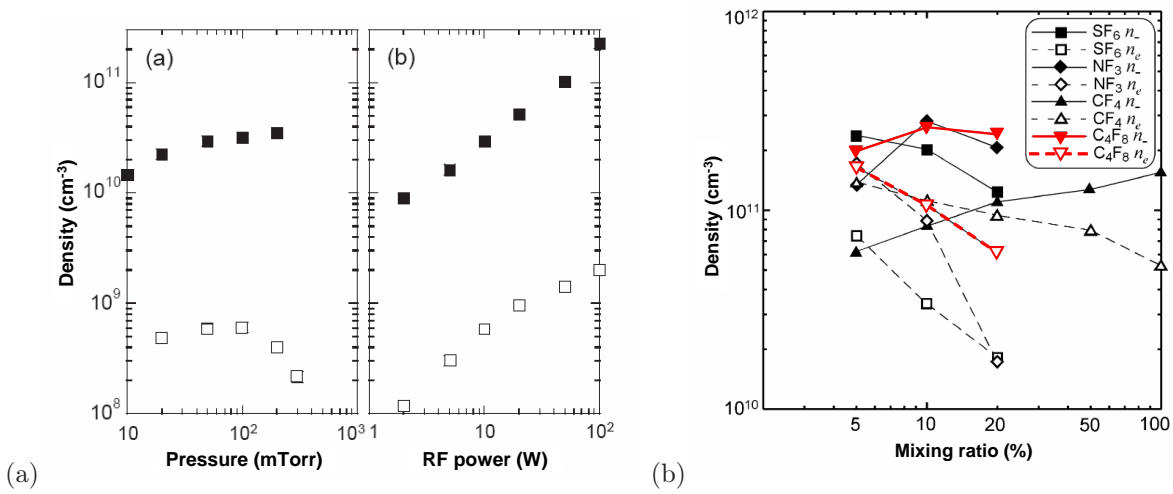 (a)
(b)
10¹¹
10¹⁰
10⁹
10⁸
Density (cm⁻³)
10
10²
10³
1
10
10²
Pressure (mTorr)
RF power (W)
(a)
10¹²
10¹¹
10¹⁰
Density (cm⁻³)
SF₆ n₋
SF₆ nₑ
NF₃ n₋
NF₃ nₑ
CF₄ n₋
CF₄ nₑ
C₄F₈ n₋
C₄F₈ nₑ
5
10
20
50
100
Mixing ratio (%)
(b)